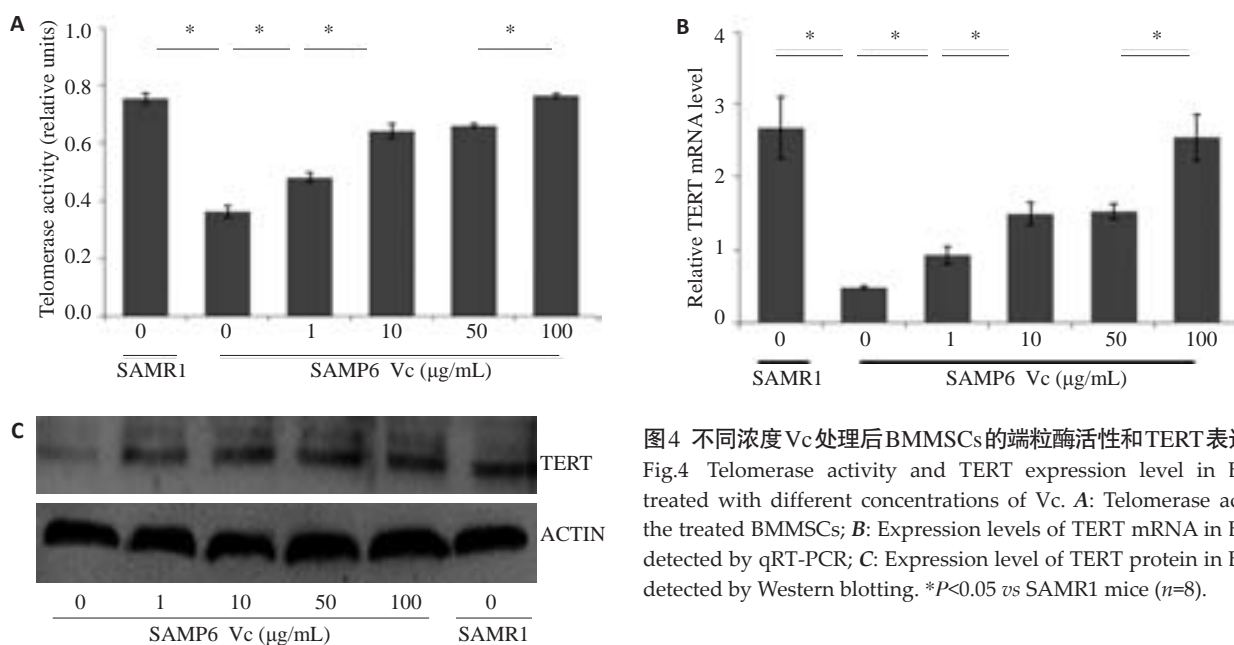 A
Telomerase activity (relative units)
1.0
0.8
0.6
0.4
0.2
0.0
* * * *
0 0 1 10 50 100
SAMR1 SAMP6 Vc (μg/mL)
B
Relative TERT mRNA level
4
3
2
1
0
* * * *
0 0 1 10 50 100
SAMR1 SAMP6 Vc (μg/mL)
C
TERT
ACTIN
0 1 10 50 100 0
SAMP6 Vc (μg/mL) SAMR1
图4 不同浓度Vc处理后BMMSCs的端粒酶活性和TERT表
Fig.4 Telomerase activity and TERT expression level in
treated with different concentrations of Vc. A: Telomerase
the treated BMMSCs; B: Expression levels of TERT mRNA in
detected by qRT-PCR; C: Expression level of TERT protein in
detected by Western blotting. *P<0.05 vs SAMR1 mice (n=8).